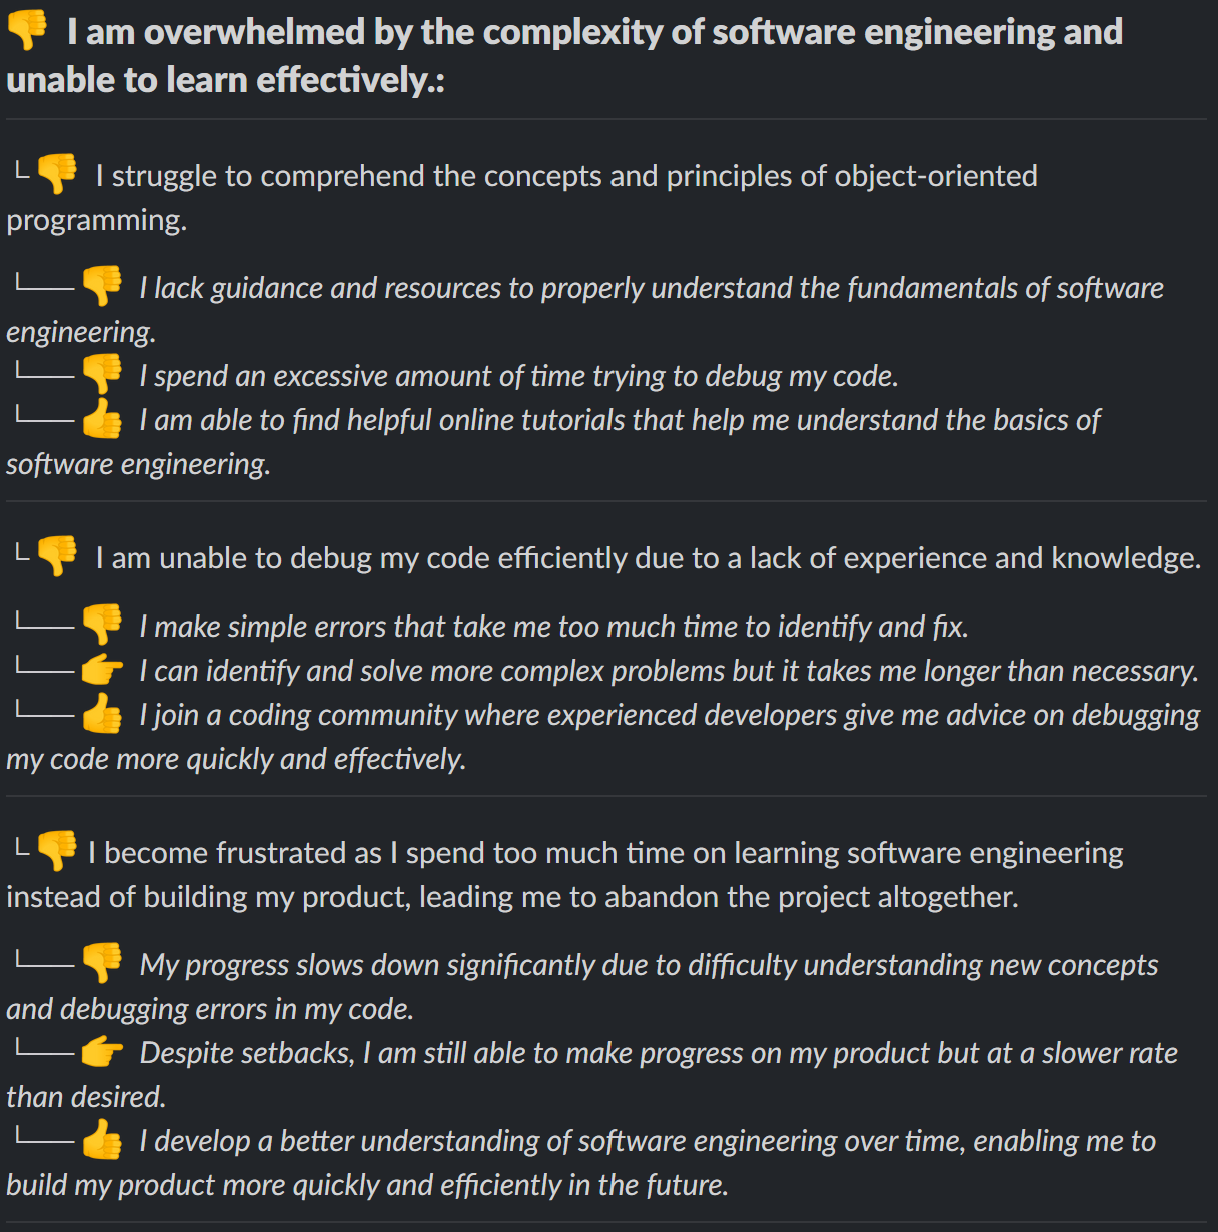 👎 I am overwhelmed by the complexity of software engineering and
unable to learn effectively.:
└ 👎 I struggle to comprehend the concepts and principles of object-oriented
programming.
└── 👎 I lack guidance and resources to properly understand the fundamentals of software
engineering.
└── 👎 I spend an excessive amount of time trying to debug my code.
└── 👍 I am able to find helpful online tutorials that help me understand the basics of
software engineering.
└ 👎 I am unable to debug my code efficiently due to a lack of experience and knowledge.
└── 👎 I make simple errors that take me too much time to identify and fix.
└── 👉 I can identify and solve more complex problems but it takes me longer than necessary.
└── 👍 I join a coding community where experienced developers give me advice on debugging
my code more quickly and effectively.
└ 👎 I become frustrated as I spend too much time on learning software engineering
instead of building my product, leading me to abandon the project altogether.
└── 👎 My progress slows down significantly due to difficulty understanding new concepts
and debugging errors in my code.
└── 👉 Despite setbacks, I am still able to make progress on my product but at a slower rate
than desired.
└── 👍 I develop a better understanding of software engineering over time, enabling me to
build my product more quickly and efficiently in the future.